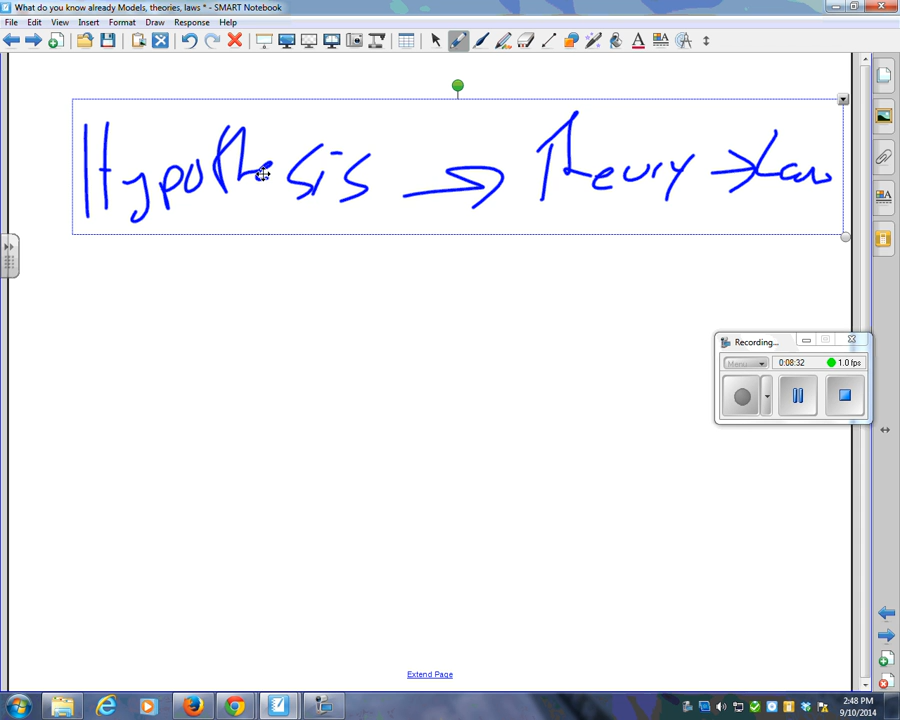 What do you know already Models, theories, laws * - SMART Notebook
File Edit View Insert Format Draw Response Help
Hypothesis → Theory → Law
Recording...
Menu 0:08:32 1.0 fps
Extend Page
2:48 PM
9/10/2014